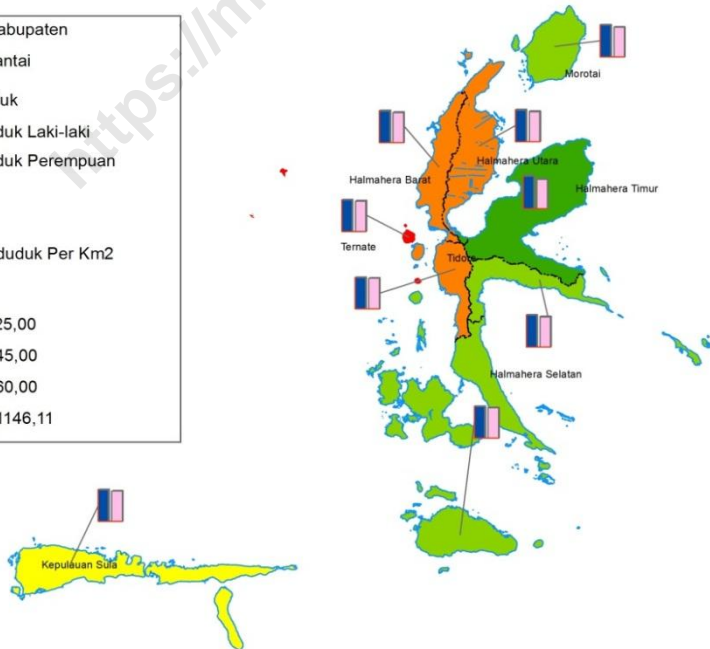 abupaten
antai
uk
duk Laki-laki
duk Perempuan
duduk Per Km2
25,00
45,00
60,00
1146,11
https://m
Morotai
Halmahera Utara
Halmahera Barat
Halmahera Timur
Ternate
Tidore
Halmahera Selatan
Kepulauan Sula